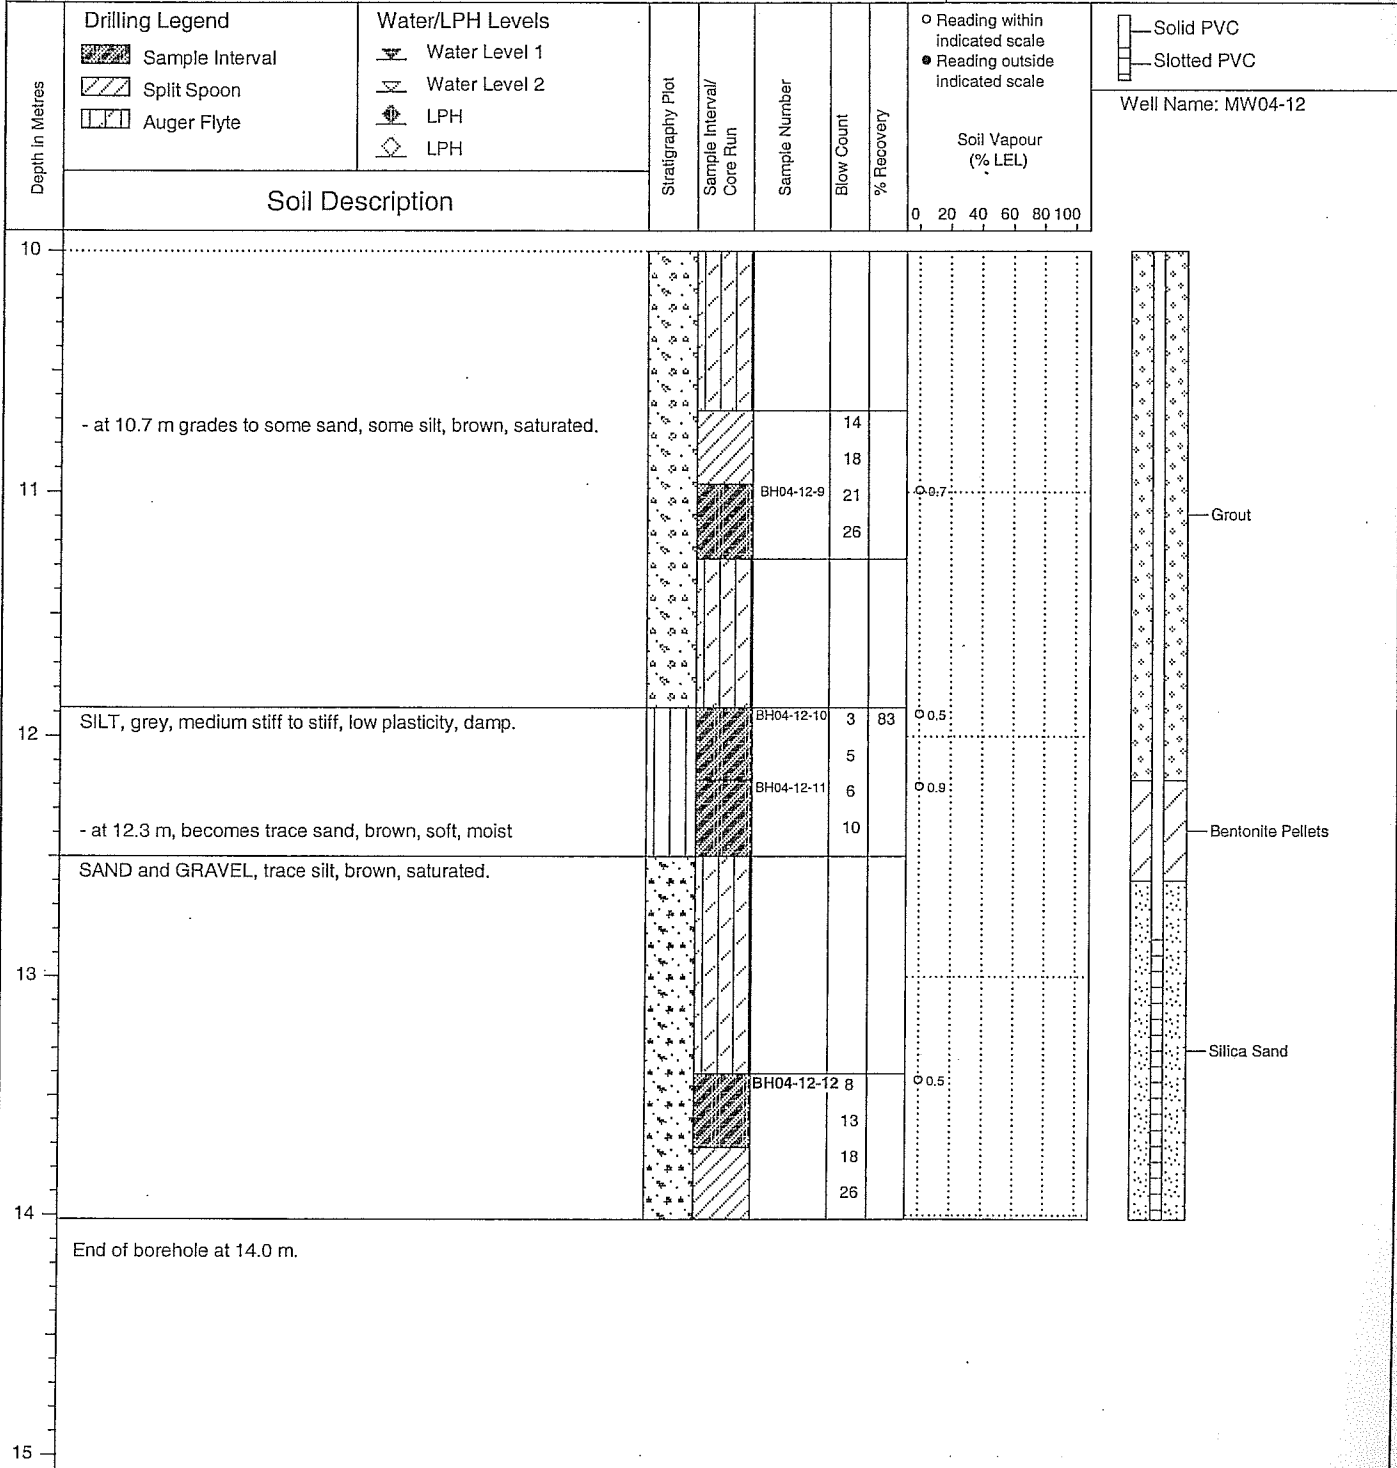 Drilling Legend
Sample Interval
Split Spoon
Auger Flyte
Water/LPH Levels
Water Level 1
Water Level 2
LPH
LPH
Depth in Metres
Soil Description
Stratigraphy Plot
Sample Interval/
Core Run
Sample Number
Blow Count
% Recovery
Reading within
indicated scale
Reading outside
indicated scale
Soil Vapour
(% LEL)
0 20 40 60 80 100
Solid PVC
Slotted PVC
Well Name: MW04-12
10
- at 10.7 m grades to some sand, some silt, brown, saturated.
14
18
11
BH04-12-9 21
0.7
26
Grout
SILT, grey, medium stiff to stiff, low plasticity, damp.
BH04-12-10 3 83
0.5
12
5
BH04-12-11 6
0.9
10
- at 12.3 m, becomes trace sand, brown, soft, moist
Bentonite Pellets
SAND and GRAVEL, trace silt, brown, saturated.
13
Silica Sand
BH04-12-12 8
0.5
13
18
26
14
End of borehole at 14.0 m.
15